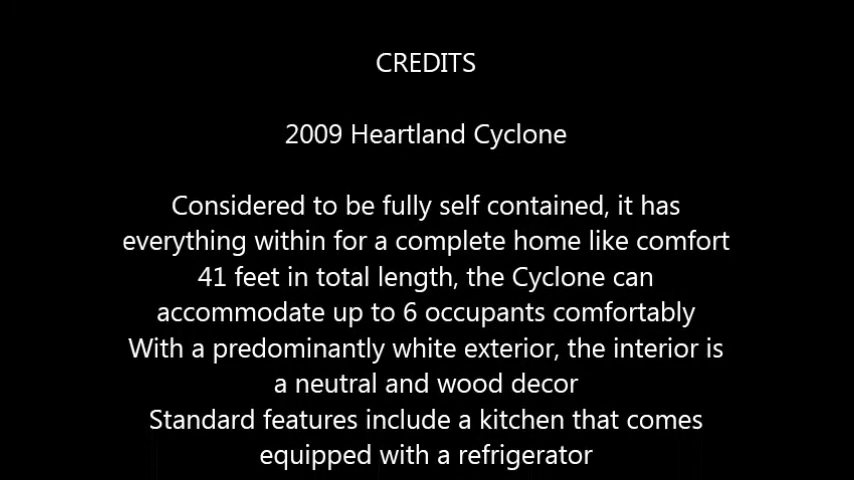 CREDITS
2009 Heartland Cyclone
Considered to be fully self contained, it has
everything within for a complete home like comfort
41 feet in total length, the Cyclone can
accommodate up to 6 occupants comfortably
With a predominantly white exterior, the interior is
a neutral and wood decor
Standard features include a kitchen that comes
equipped with a refrigerator